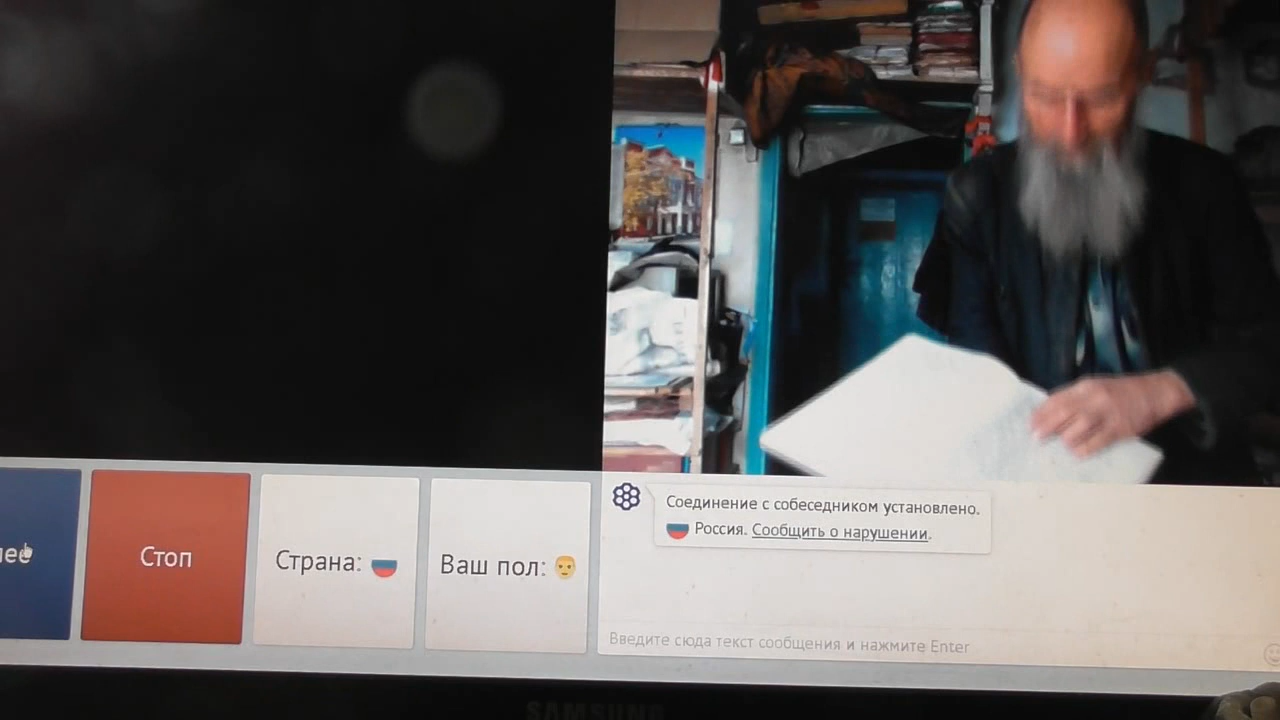 Соединение с собеседником установлено.
Россия. Сообщить о нарушении.
Стоп
Страна:
Ваш пол:
Введите сюда текст сообщения и нажмите Enter
SAMSUNG